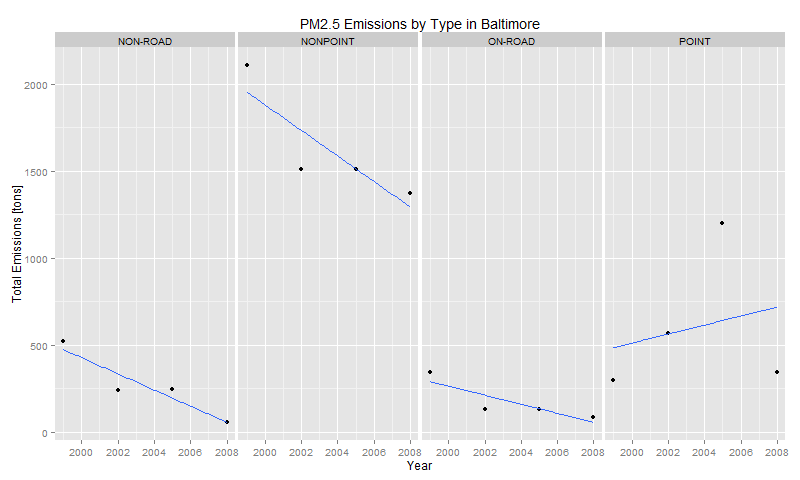 PM2.5 Emissions by Type in Baltimore
NON-ROAD NONPOINT ON-ROAD POINT
Total Emissions [tons]
2000
1500
1000
500
0
2000 2002 2004 2006 2008 2000 2002 2004 2006 2008 2000 2002 2004 2006 2008 2000 2002 2004 2006 2008
Year